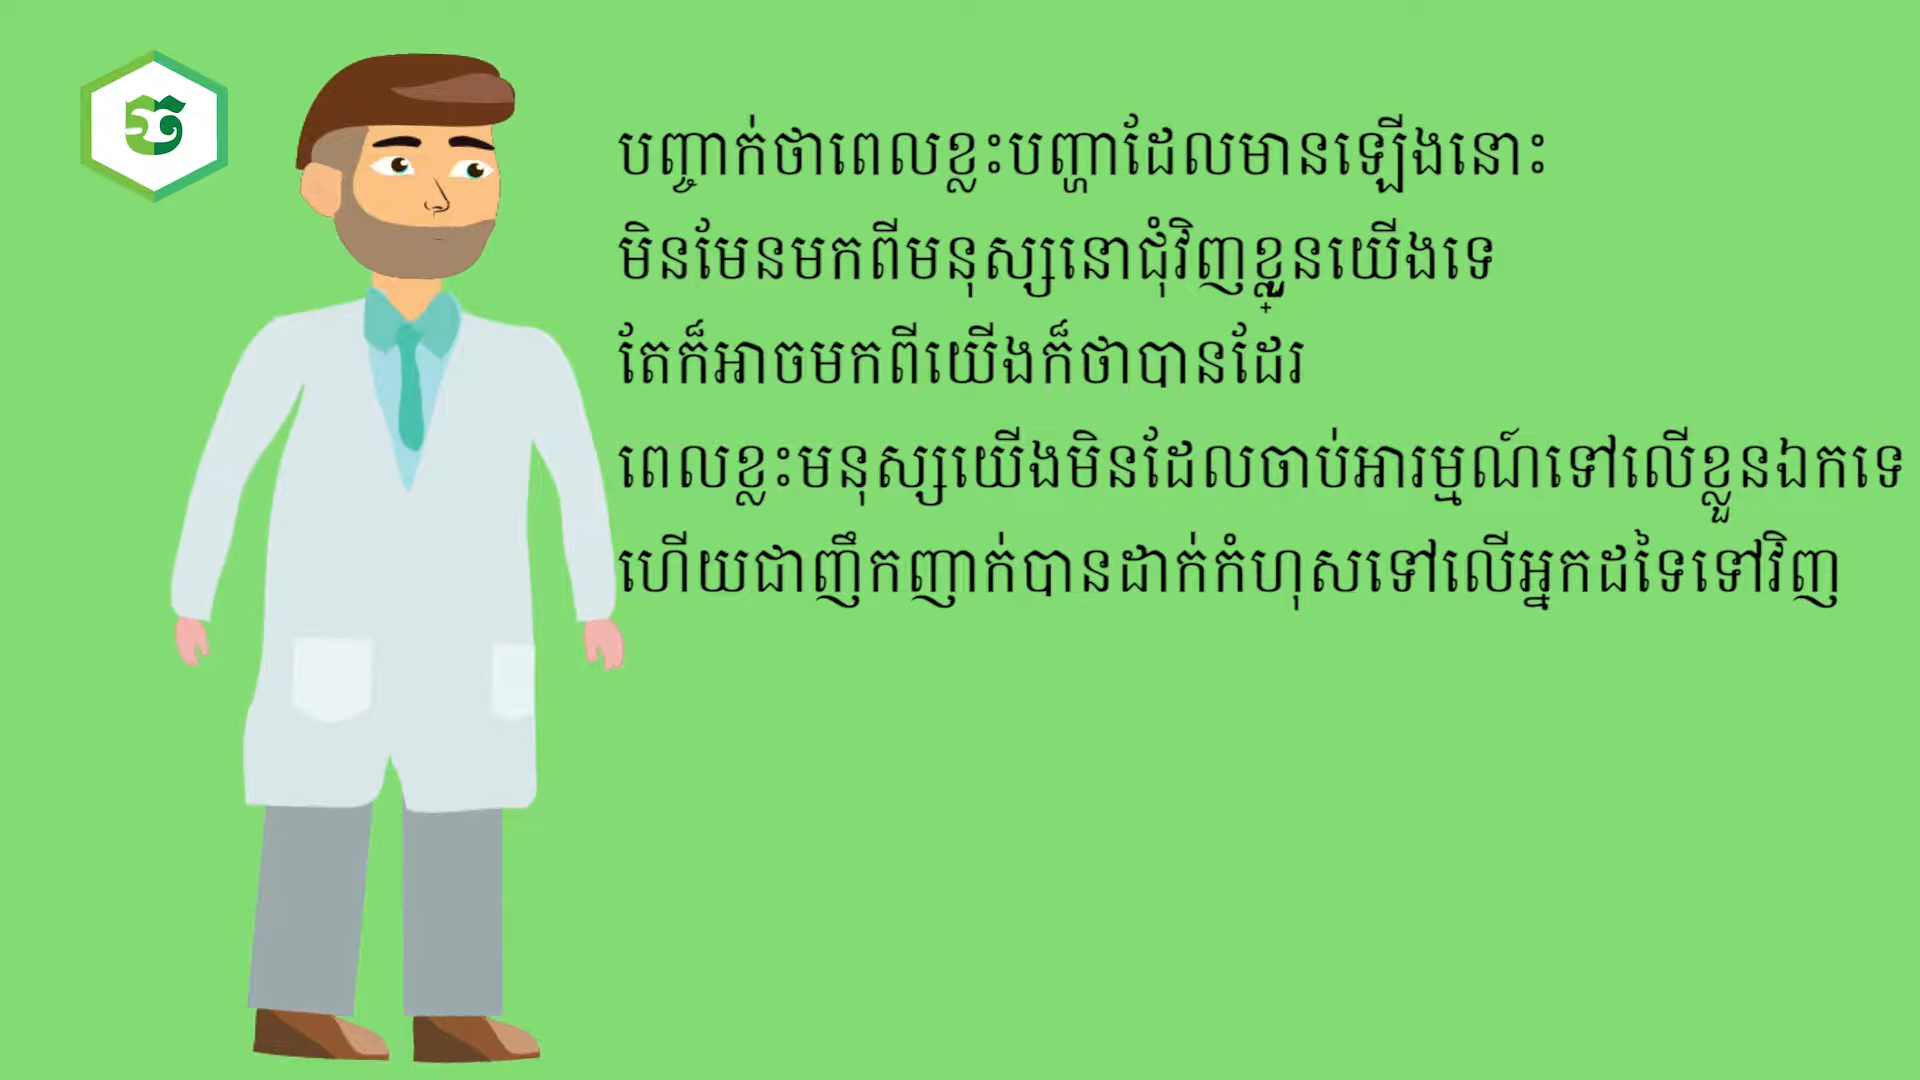 បញ្ជាក់ថាពេលខ្លះបញ្ហាដែលមានឡើងនោះ
មិនមែនមកពីមនុស្សនោជុំវិញខ្លួនយើងទេ
តែក៏អាចមកពីយើងក៏ថាបានដែរ
ពេលខ្លះមនុស្សយើងមិនដែលចាប់អារម្មណ៍ទៅលើខ្លួនឯកទេ
ហើយជាញឹកញាក់បានដាក់កំហុសទៅលើអ្នកដទៃទៅវិញ